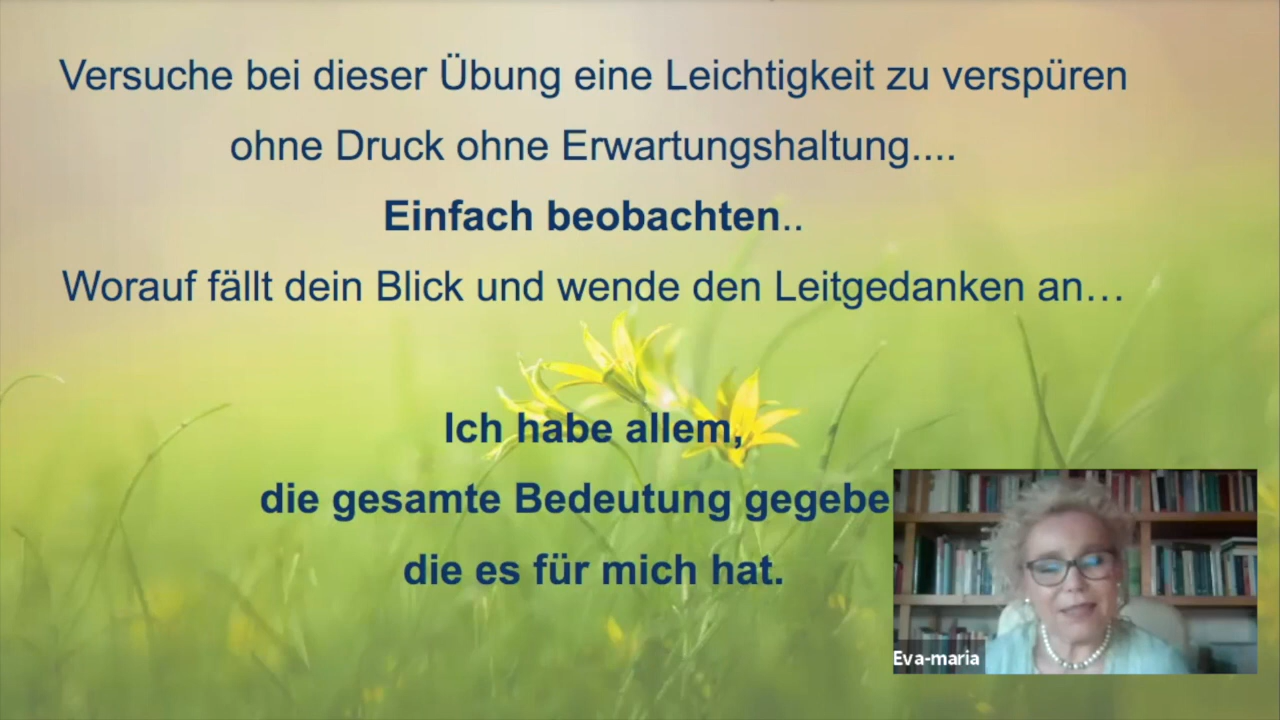 Versuche bei dieser Übung eine Leichtigkeit zu verspüren
ohne Druck ohne Erwartungshaltung....
Einfach beobachten..
Worauf fällt dein Blick und wende den Leitgedanken an…
Ich habe allem,
die gesamte Bedeutung gegebe
die es für mich hat.
Eva-maria